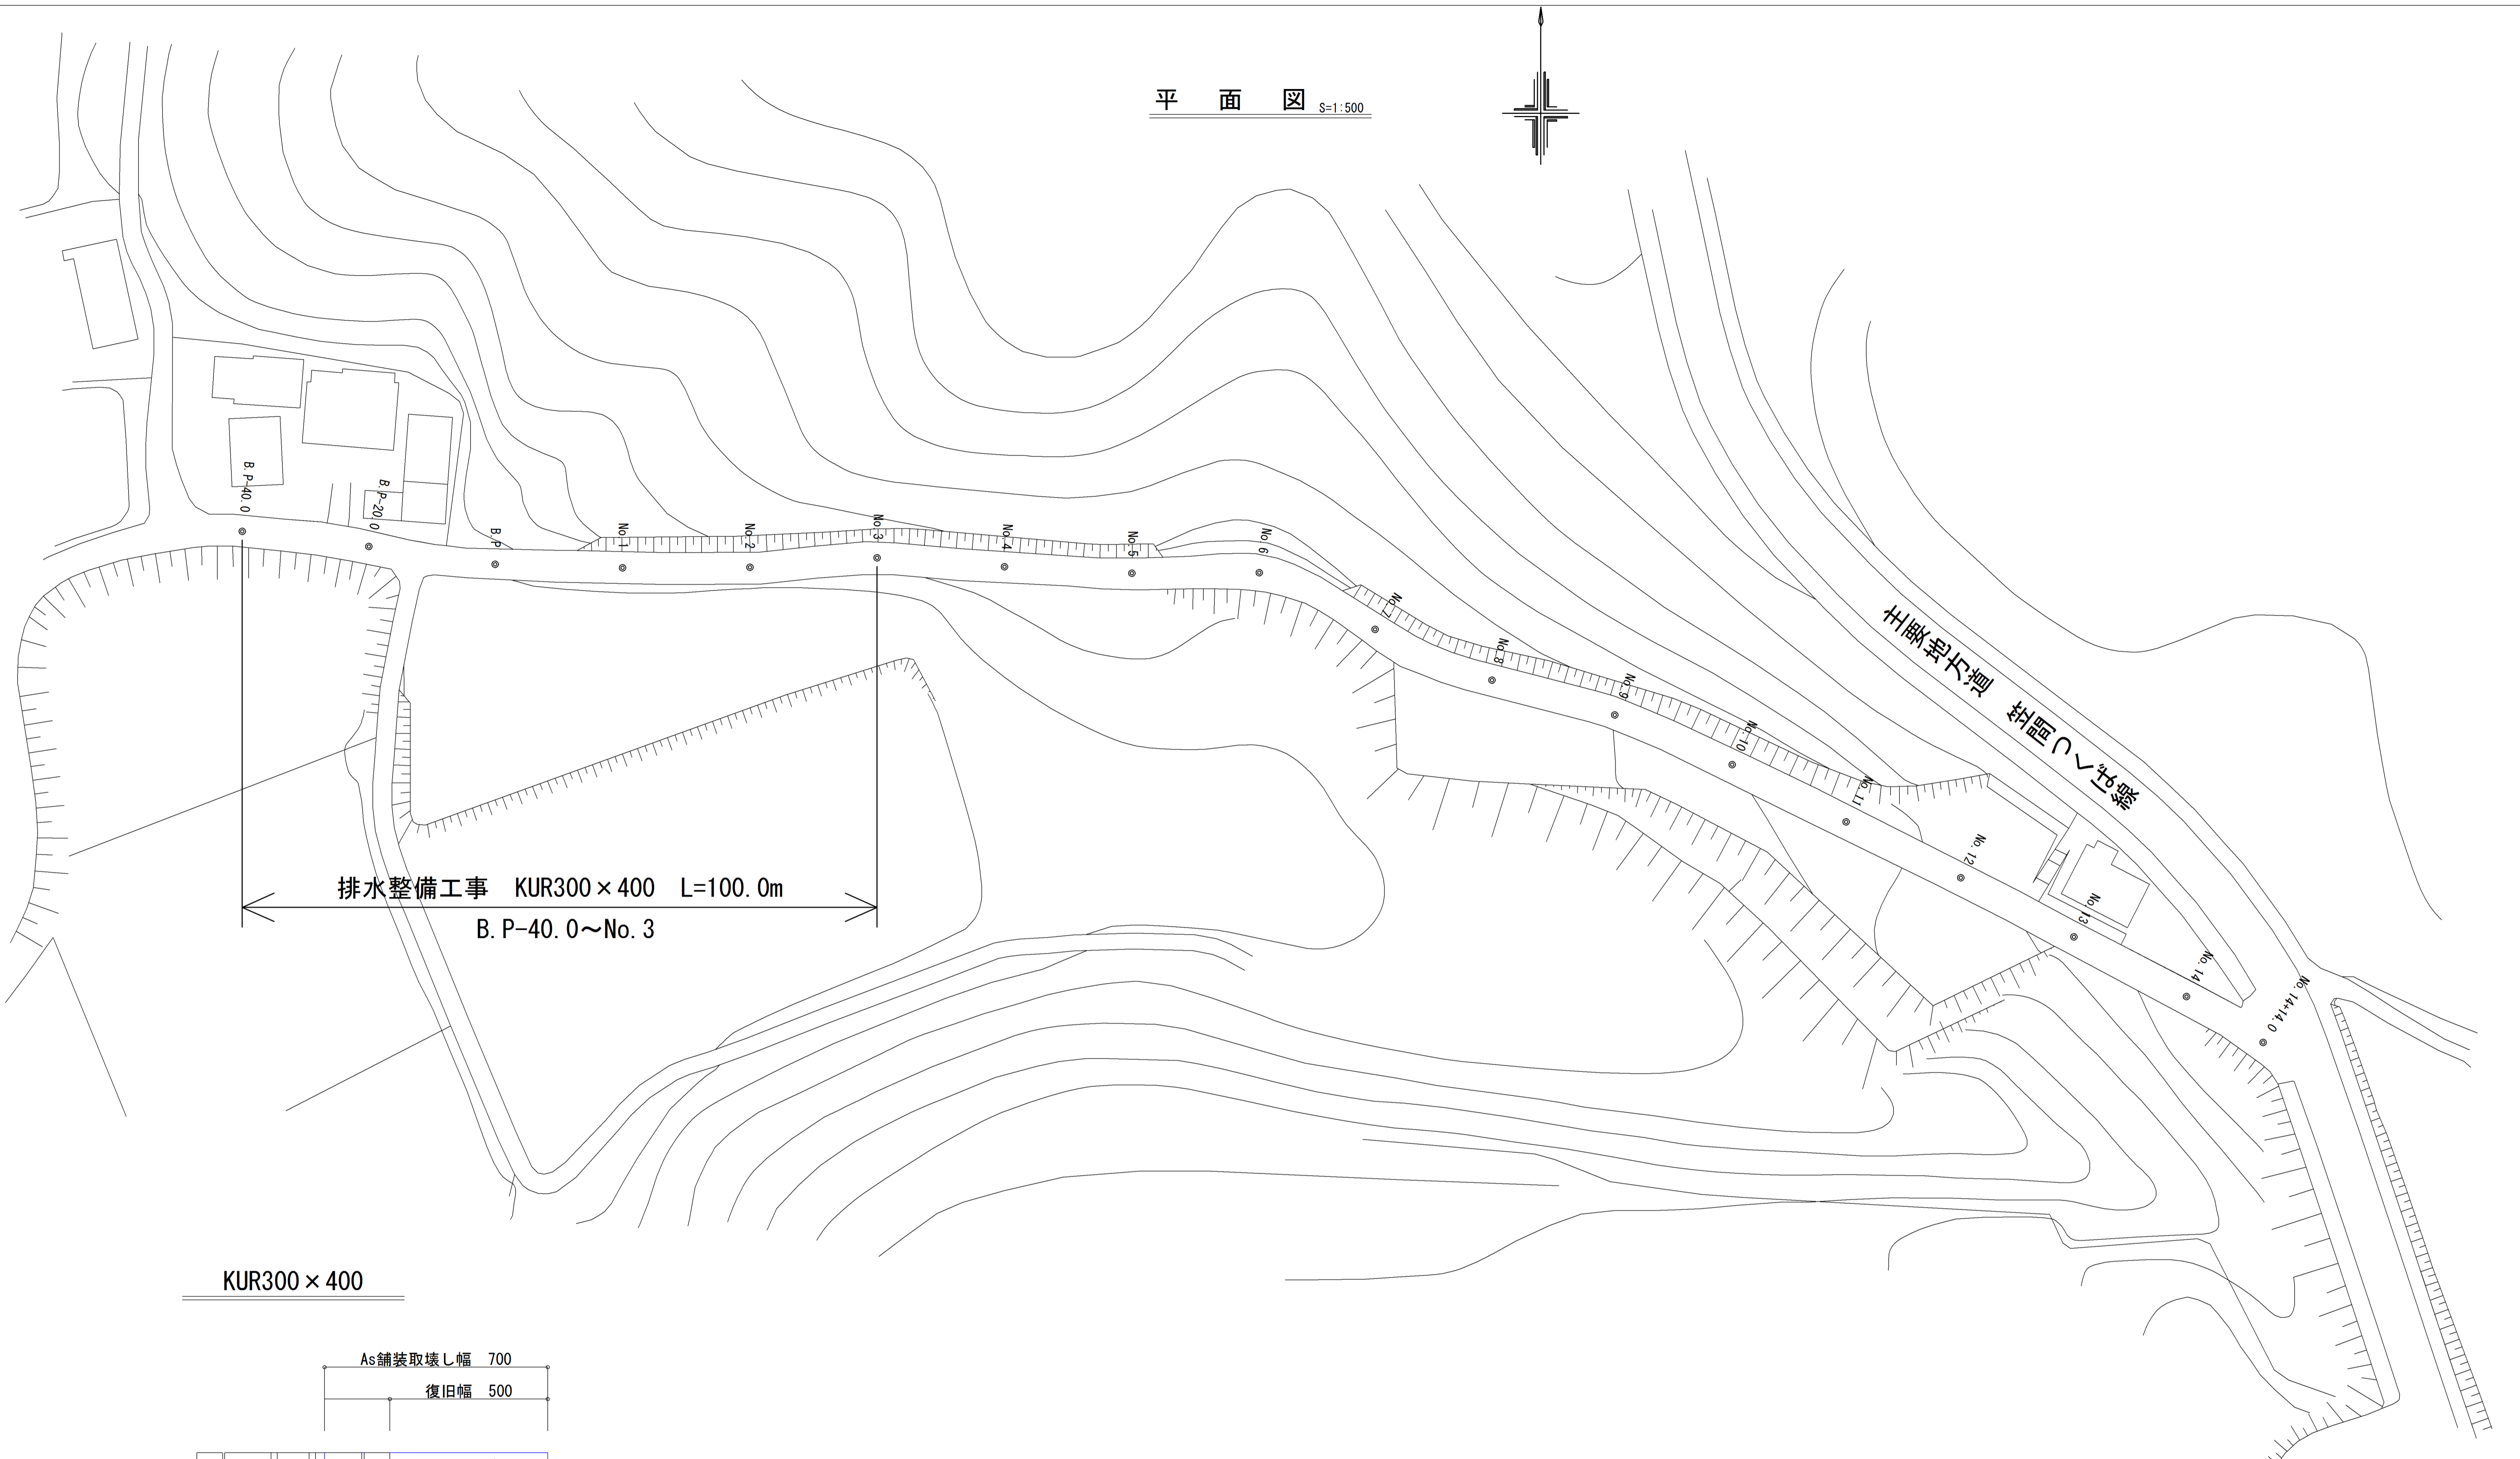 平　面　図 S=1:500
B.P-40.0
B.P-20.0
B.P
No.1
No.2
No.3
No.4
No.5
No.6
No.7
No.8
No.9
No.10
No.11
No.12
No.13
No.14
No.14+14.0
主要地方道　笠間つくば線
排水整備工事　KUR300×400　L=100.0m
B.P-40.0～No.3
KUR300×400
As舗装取壊し幅　700
復旧幅　500